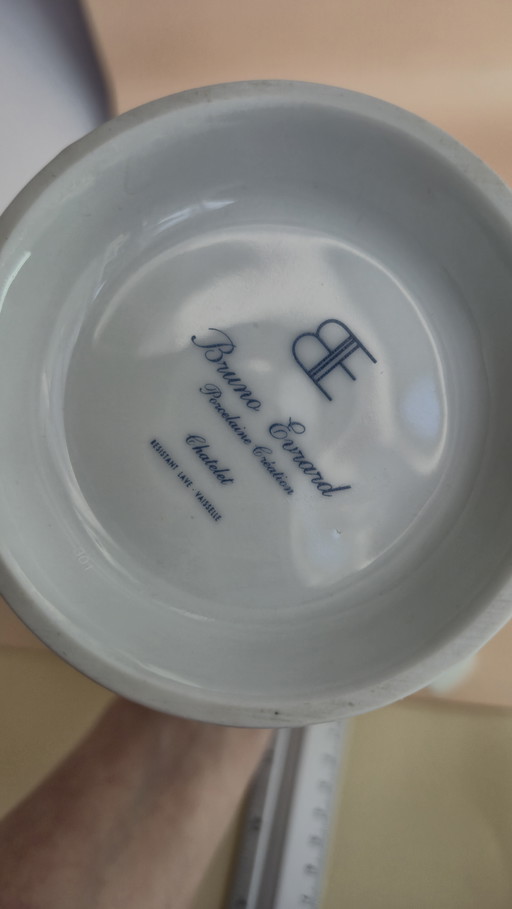 BE
Bruno Evrard
Porcelaine Création
Chatelet
RESISTANT LAVE-VAISSELLE